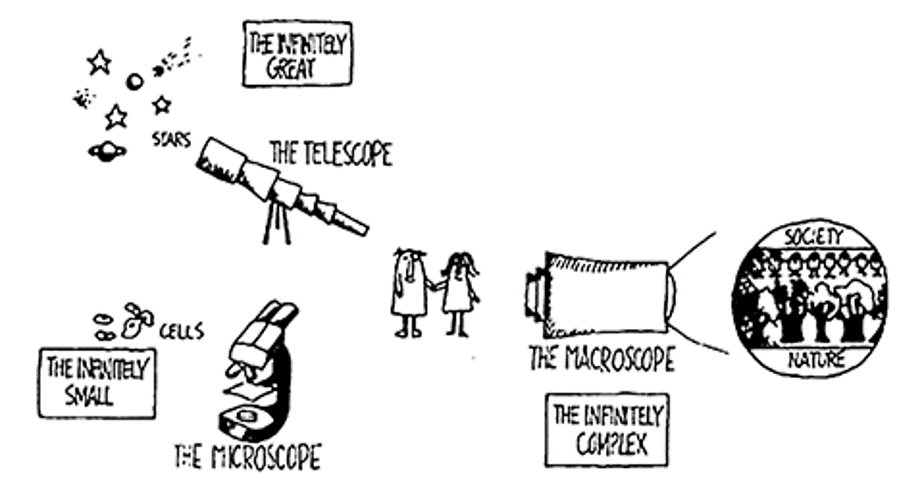 THE INFINITELY
GREAT
STARS
THE TELESCOPE
SOCIETY
NATURE
CELLS
THE INFINITELY
SMALL
THE MICROSCOPE
THE MACROSCOPE
THE INFINITELY
COMPLEX